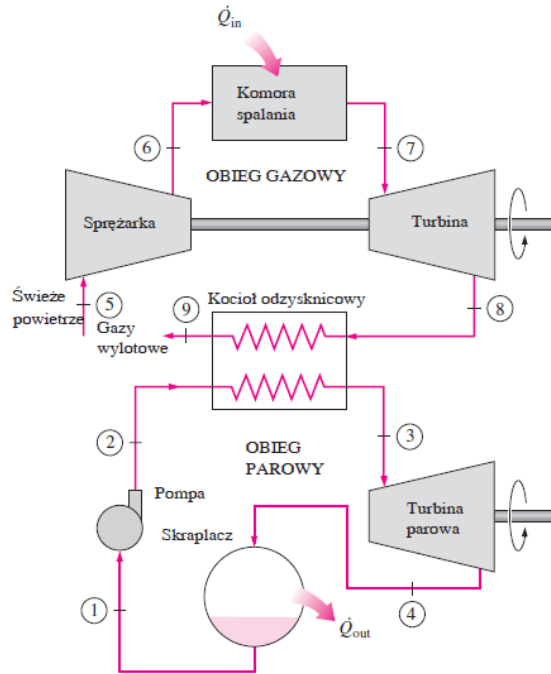 Q̇in
Komora
spalania
6
7
OBIEG GAZOWY
Sprężarka
Turbina
Świeże
powietrze
5
Gazy
wylotowe
9
Kocioł odzysknicowy
8
2
3
OBIEG
PAROWY
Pompa
Skraplacz
Turbina
parowa
1
Q̇out
4